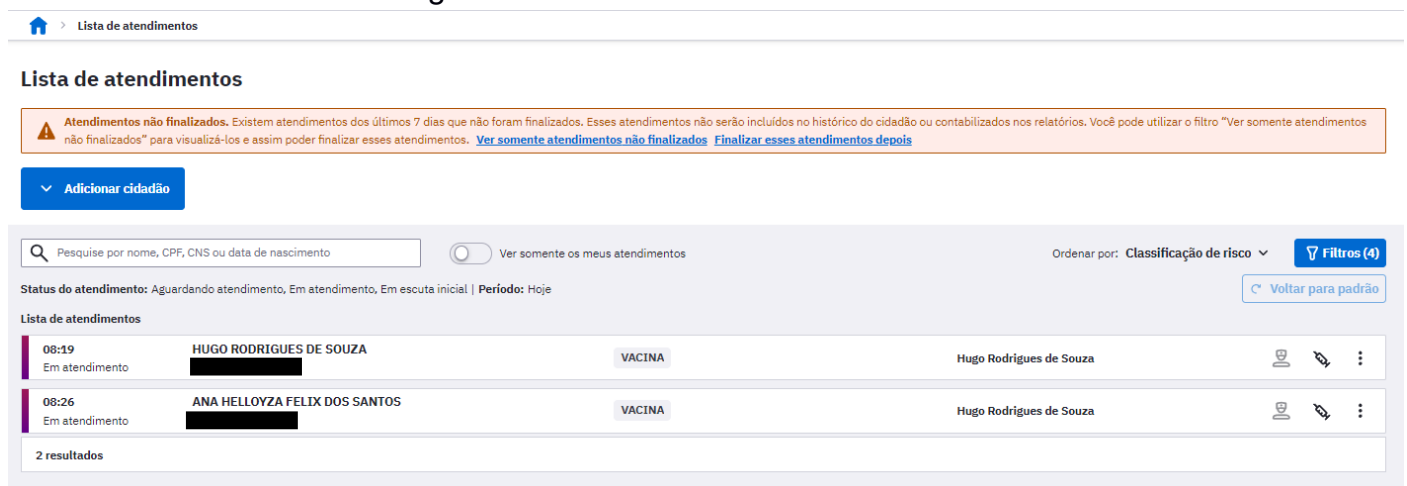 Lista de atendimentos
Lista de atendimentos
Atendimentos não finalizados. Existem atendimentos dos últimos 7 dias que não foram finalizados. Esses atendimentos não serão incluídos no histórico do cidadão ou contabilizados nos relatórios. Você pode utilizar o filtro "Ver somente atendimentos
não finalizados" para visualizá-los e assim poder finalizar esses atendimentos. Ver somente atendimentos não finalizados Finalizar esses atendimentos depois
Adicionar cidadão
Pesquise por nome, CPF, CNS ou data de nascimento Ver somente os meus atendimentos Ordenar por: Classificação de risco Filtros (4)
Status do atendimento: Aguardando atendimento, Em atendimento, Em escuta inicial | Período: Hoje Voltar para padrão
Lista de atendimentos
08:19 HUGO RODRIGUES DE SOUZA VACINA Hugo Rodrigues de Souza
Em atendimento
08:26 ANA HELLOYZA FELIX DOS SANTOS VACINA Hugo Rodrigues de Souza
Em atendimento
2 resultados